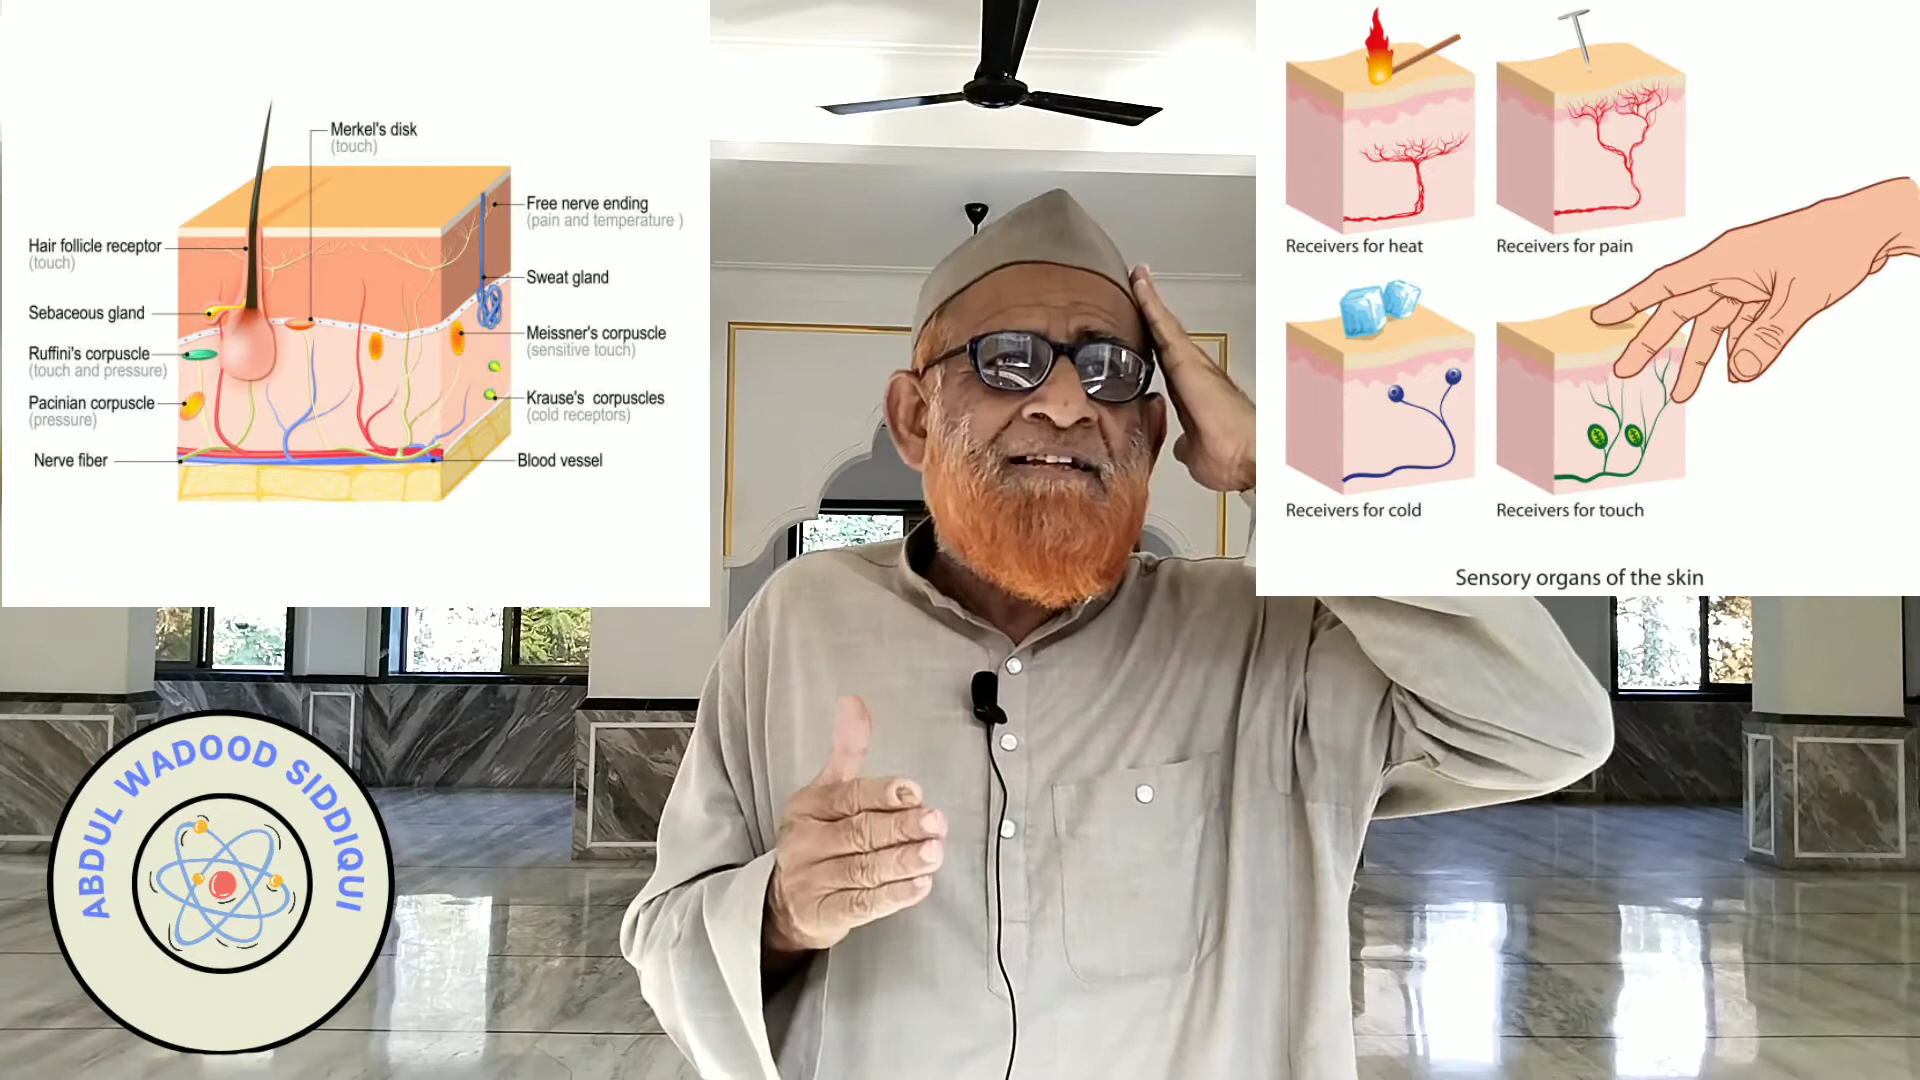 Merkel's disk
(touch)
Free nerve ending
(pain and temperature )
Hair follicle receptor
(touch)
Sweat gland
Sebaceous gland
Meissner's corpuscle
(sensitive touch)
Ruffini's corpuscle
(touch and pressure)
Krause's corpuscles
(cold receptors)
Pacinian corpuscle
(pressure)
Nerve fiber
Blood vessel
Receivers for heat
Receivers for pain
Receivers for cold
Receivers for touch
Sensory organs of the skin
ABDUL WADOOD SIDDIQUI